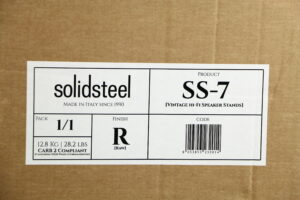 solidsteel
Made in Italy since 1990
Product
SS-7
[Vintage Hi-Fi Speaker Stands]
Pack
1/1
Finish
R
[Raw]
Code
12.8 Kg | 28.2 lbs
CARB 2 Compliant